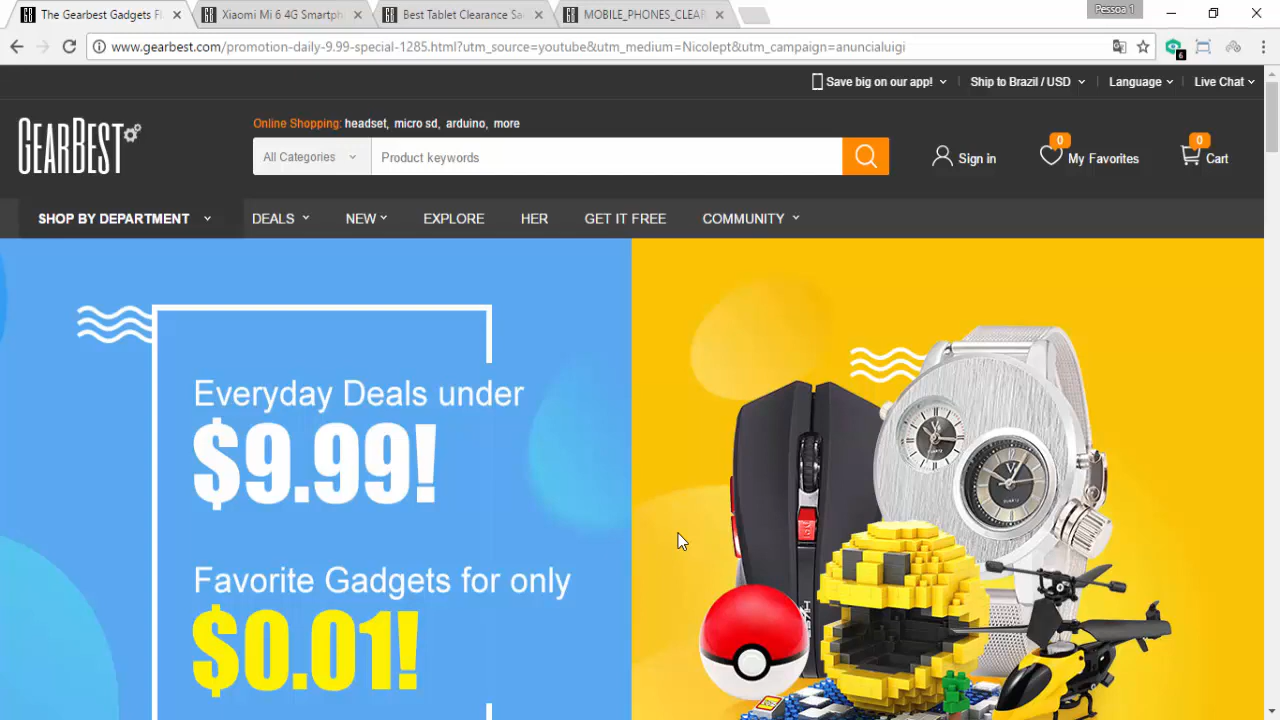 The Gearbest Gadgets Fl
Xiaomi Mi 6 4G Smartph
Best Tablet Clearance Sa
MOBILE_PHONES_CLEAR
Pessoa 1
www.gearbest.com/promotion-daily-9.99-special-1285.html?utm_source=youtube&utm_medium=Nicolept&utm_campaign=anuncialuigi
6
Save big on our app!
Ship to Brazil / USD
Language
Live Chat
GEARBEST
Online Shopping: headset, micro sd, arduino, more
All Categories
Product keywords
Sign in
0
My Favorites
0
Cart
SHOP BY DEPARTMENT
DEALS
NEW
EXPLORE
HER
GET IT FREE
COMMUNITY
Everyday Deals under
$9.99!
Favorite Gadgets for only
$0.01!